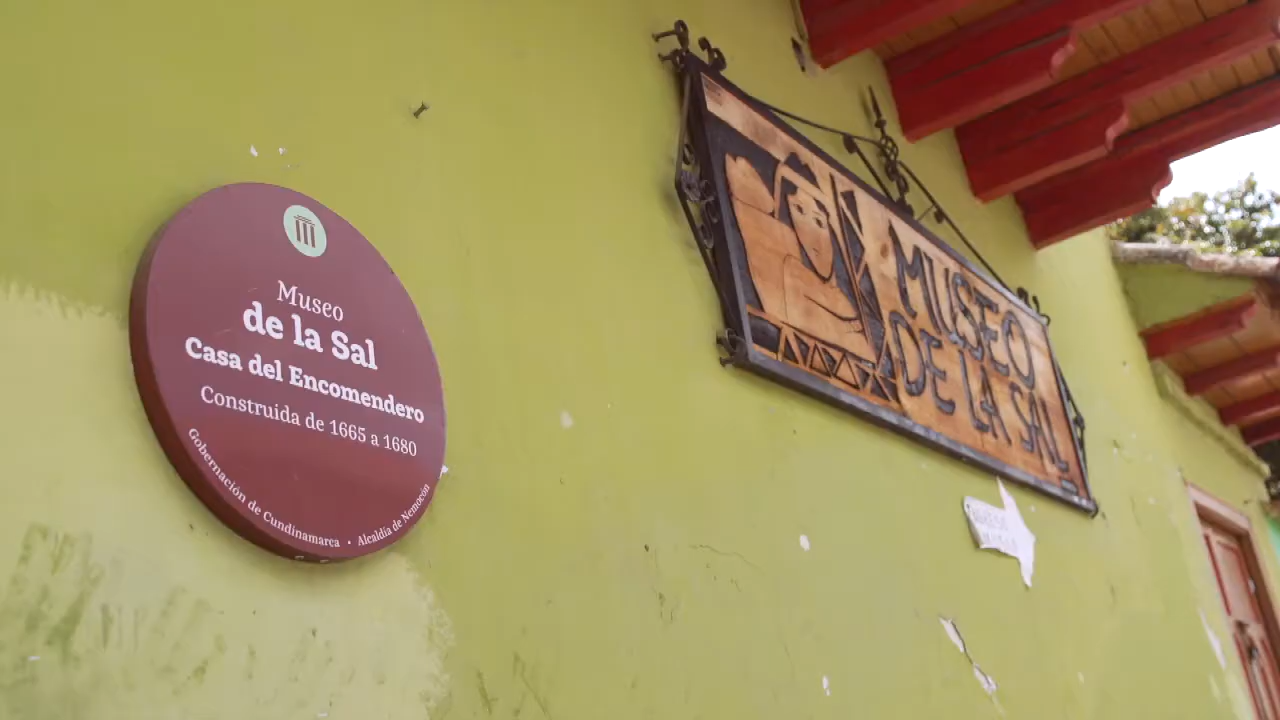 Museo
de la Sal
Casa del Encomendero
Construida de 1665 a 1680
Gobernación de Cundinamarca • Alcaldía de Nemocón
MUSEO
DE LA SAL